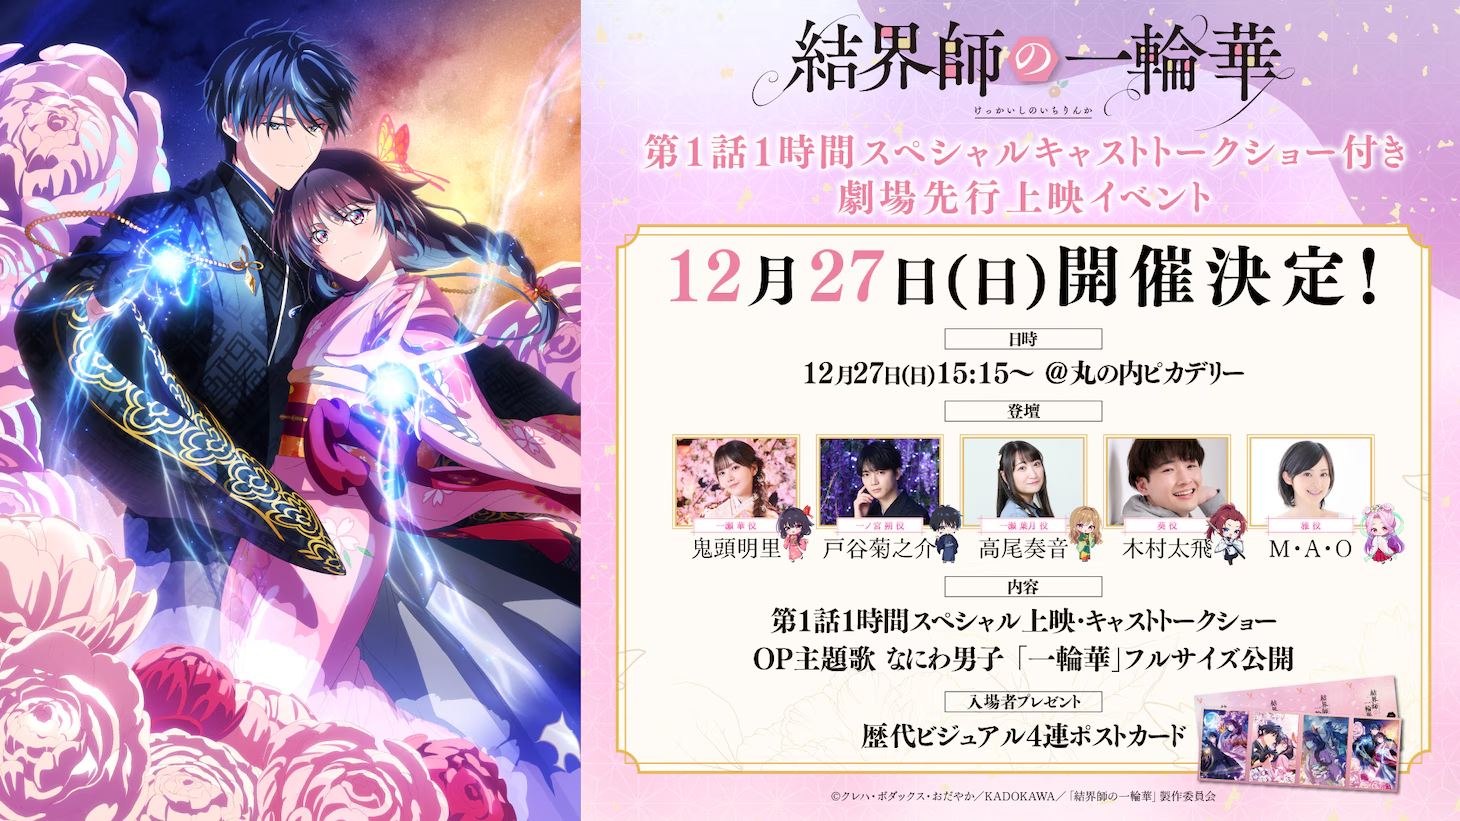 結界師の一輪華
けっかいしのいちりんか
第1話1時間スペシャルキャストトークショー付き
劇場先行上映イベント
12月27日(日)開催決定!
日時
12月27日(日)15:15～ @丸の内ピカデリー
登壇
一瀬 華 役
鬼頭明里
一ノ宮 朔 役
戸谷菊之介
一瀬 葉月 役
高尾奏音
葵 役
木村太飛
雅 役
M・A・O
内容
第1話1時間スペシャル上映・キャストトークショー
OP主題歌 なにわ男子「一輪華」フルサイズ公開
入場者プレゼント
歴代ビジュアル4連ポストカード
©クレハ・ボダックス・おだやか／KADOKAWA／「結界師の一輪華」製作委員会